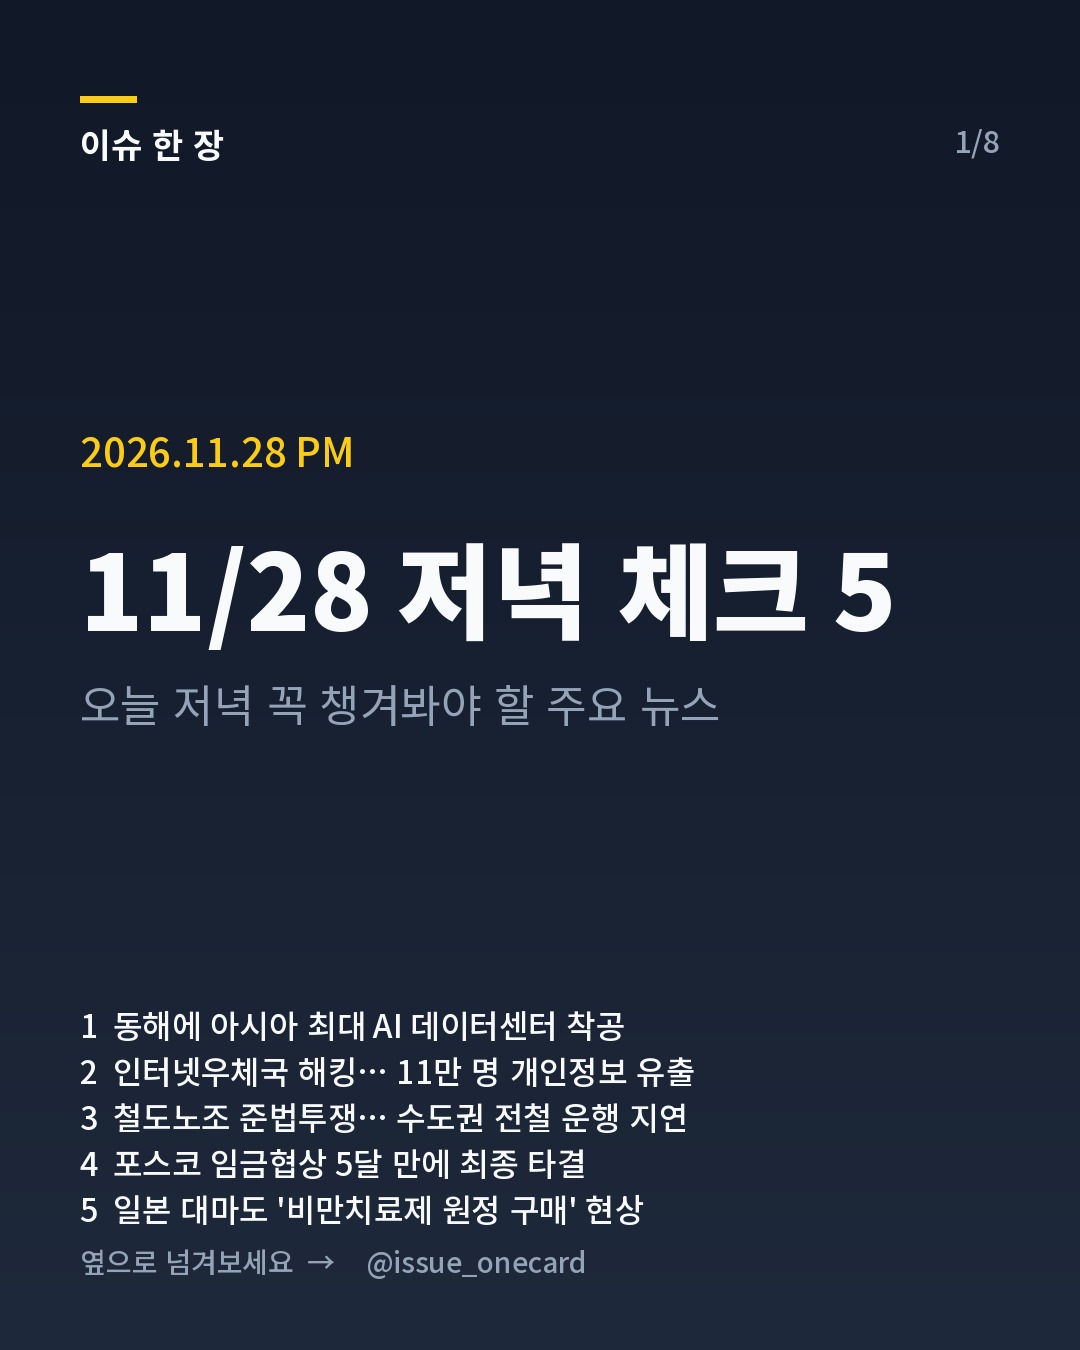 이슈 한 장
1/8
2026.11.28 PM
11/28 저녁 체크 5
오늘 저녁 꼭 챙겨봐야 할 주요 뉴스
1 동해에 아시아 최대 AI 데이터센터 착공
2 인터넷우체국 해킹… 11만 명 개인정보 유출
3 철도노조 준법투쟁… 수도권 전철 운행 지연
4 포스코 임금협상 5달 만에 최종 타결
5 일본 대마도 '비만치료제 원정 구매' 현상
옆으로 넘겨보세요 → @issue_onecard